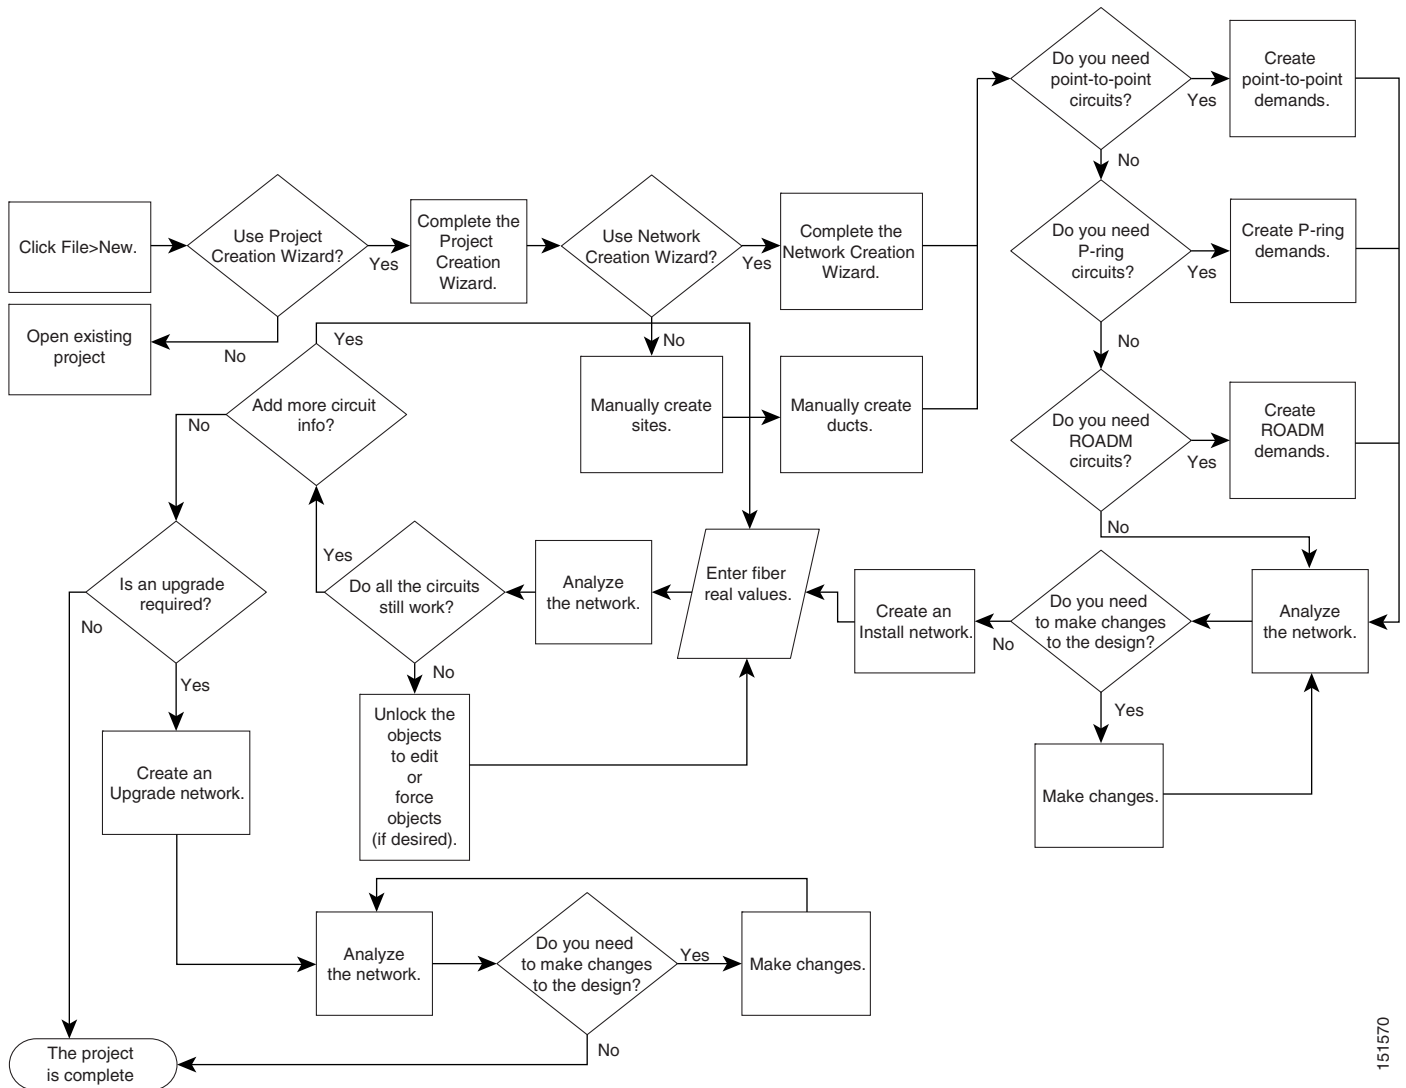 Do you need
point-to-point
circuits?
Yes
No
Create
point-to-point
demands.
Click File>New.
Use Project
Creation Wizard?
Yes
No
Complete the
Project
Creation
Wizard.
Use Network
Creation Wizard?
Yes
No
Complete the
Network Creation
Wizard.
Do you need
P-ring
circuits?
Yes
No
Create P-ring
demands.
Open existing
project
Manually create
sites.
Manually create
ducts.
Do you need
ROADM
circuits?
Yes
No
Create
ROADM
demands.
Add more circuit
info?
Yes
No
Is an upgrade
required?
No
Yes
Do all the circuits
still work?
Yes
No
Analyze
the network.
Enter fiber
real values.
Create an
Install network.
Do you need
to make changes
to the design?
No
Yes
Analyze
the network.
Make changes.
Unlock the
objects
to edit
or
force
objects
(if desired).
Create an
Upgrade network.
Analyze
the network.
Do you need
to make changes
to the design?
Yes
No
Make changes.
The project
is complete
151570